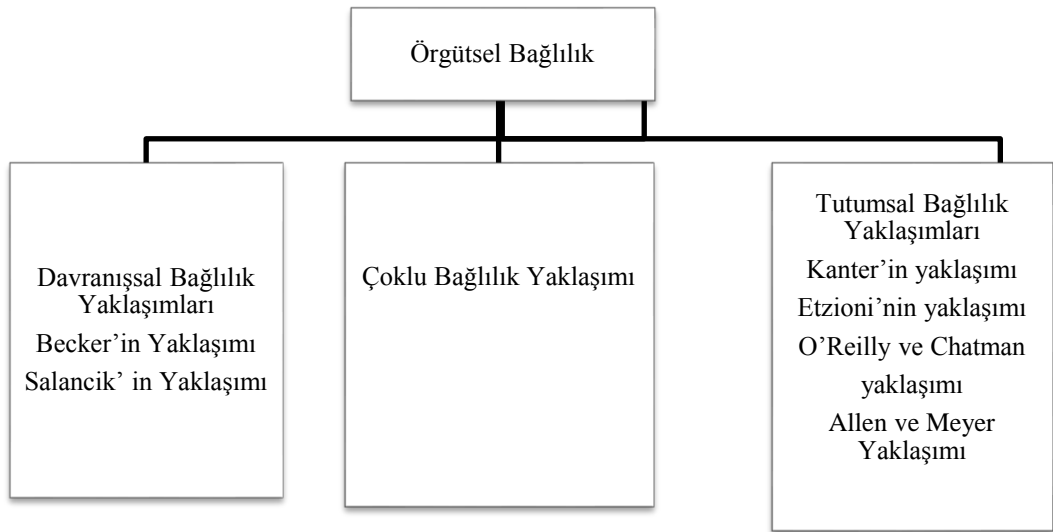 Örgütsel Bağlılık
Davranışsal Bağlılık
Yaklaşımları
Becker’in Yaklaşımı
Salancik’ in Yaklaşımı
Çoklu Bağlılık Yaklaşımı
Tutumsal Bağlılık
Yaklaşımları
Kanter’in yaklaşımı
Etzioni’nin yaklaşımı
O’Reilly ve Chatman
yaklaşımı
Allen ve Meyer
Yaklaşımı